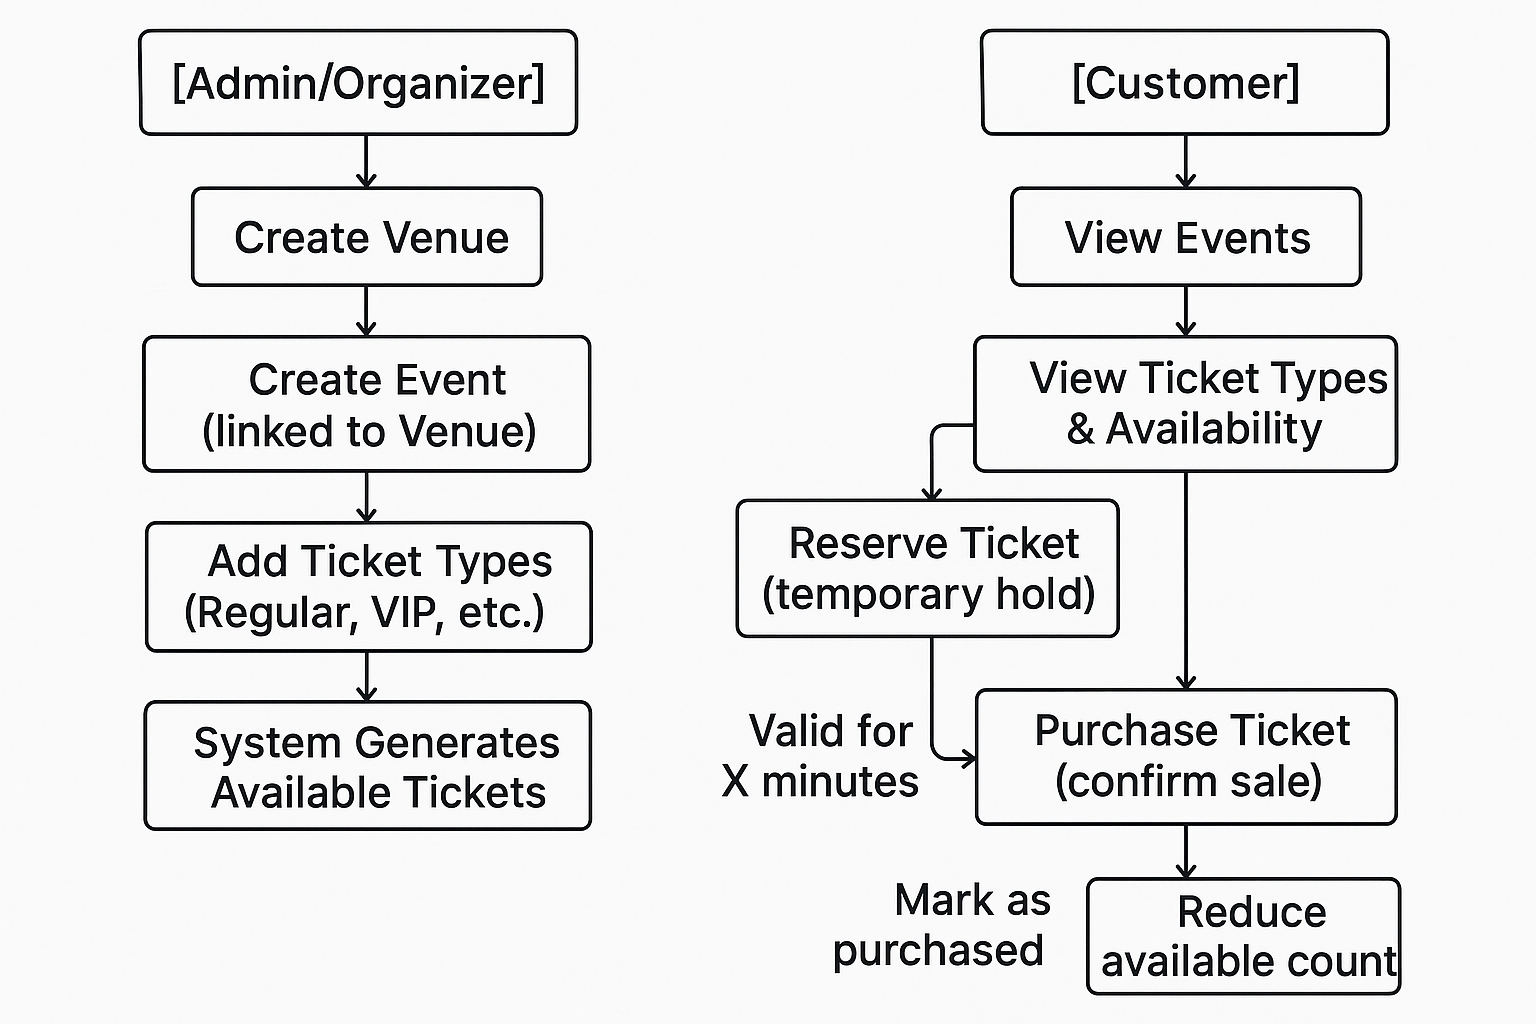 [Admin/Organizer]
Create Venue
Create Event
(linked to Venue)
Add Ticket Types
(Regular, VIP, etc.)
System Generates
Available Tickets
[Customer]
View Events
View Ticket Types
& Availability
Reserve Ticket
(temporary hold)
Valid for
X minutes
Purchase Ticket
(confirm sale)
Mark as
purchased
Reduce
available count